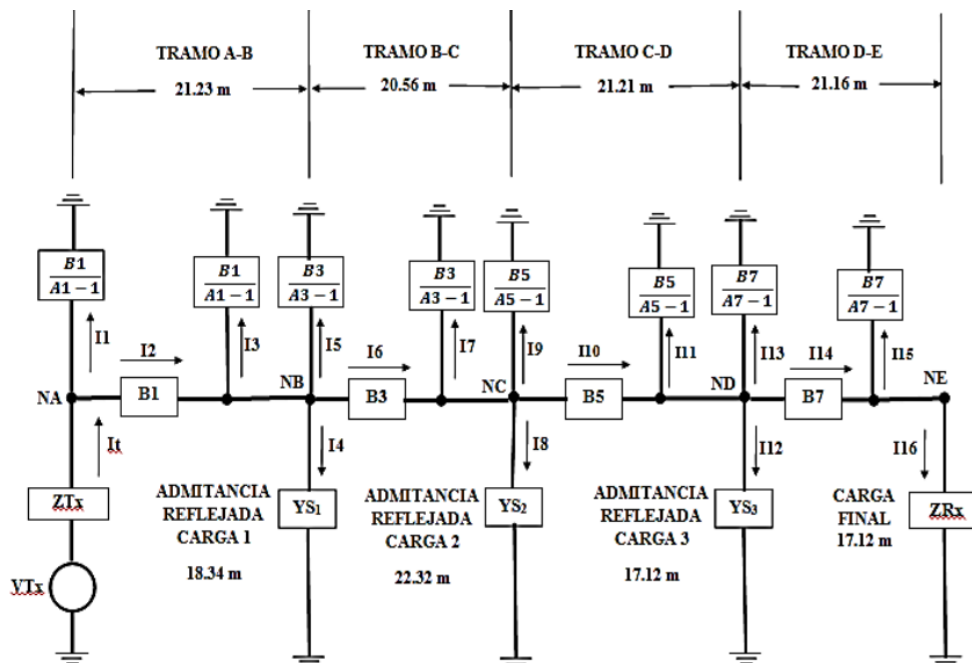 TRAMO A-B
21.23 m
TRAMO B-C
20.56 m
TRAMO C-D
21.21 m
TRAMO D-E
21.16 m
B1
A1 − 1
B1
A1 − 1
B3
A3 − 1
B3
A3 − 1
B5
A5 − 1
B5
A5 − 1
B7
A7 − 1
B7
A7 − 1
I1
I2
I3
I5
I6
I7
I9
I10
I11
I13
I14
I15
NA
B1
NB
B3
NC
B5
ND
B7
NE
It
I4
I8
I12
I16
ZTx
VTx
ADMITANCIA
REFLEJADA
CARGA 1
18.34 m
YS1
ADMITANCIA
REFLEJADA
CARGA 2
22.32 m
YS2
ADMITANCIA
REFLEJADA
CARGA 3
17.12 m
YS3
CARGA
FINAL
17.12 m
ZRx